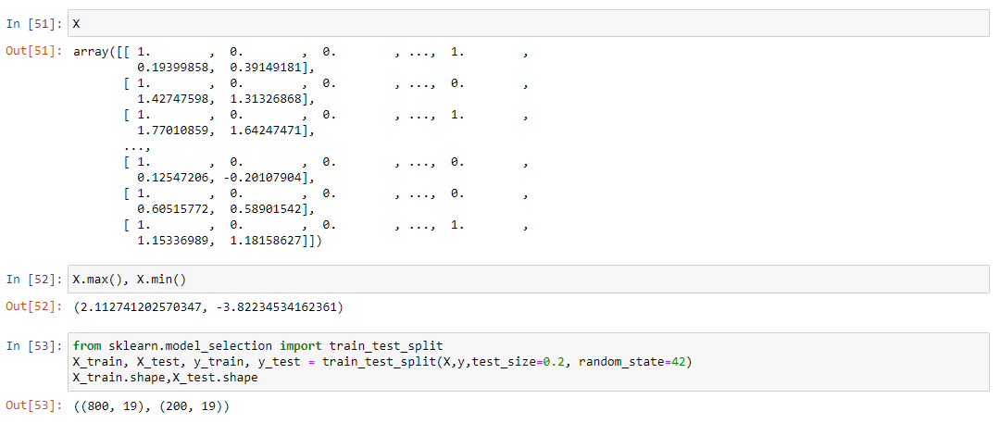 In [51]: X
Out[51]: array([[ 1.        ,  0.        ,  0.        , ...,  1.        ,
         0.19399858,  0.39149181],
       [ 1.        ,  0.        ,  0.        , ...,  0.        ,
         1.42747598,  1.31326868],
       [ 1.        ,  0.        ,  0.        , ...,  1.        ,
         1.77010859,  1.64247471],
       ...,
       [ 1.        ,  0.        ,  0.        , ...,  0.        ,
         0.12547206, -0.20107904],
       [ 1.        ,  0.        ,  0.        , ...,  0.        ,
         0.60515772,  0.58901542],
       [ 1.        ,  0.        ,  0.        , ...,  1.        ,
         1.15336989,  1.18158627]])
In [52]: X.max(), X.min()
Out[52]: (2.112741202570347, -3.82234534162361)
In [53]: from sklearn.model_selection import train_test_split
X_train, X_test, y_train, y_test = train_test_split(X,y,test_size=0.2, random_state=42)
X_train.shape,X_test.shape
Out[53]: ((800, 19), (200, 19))